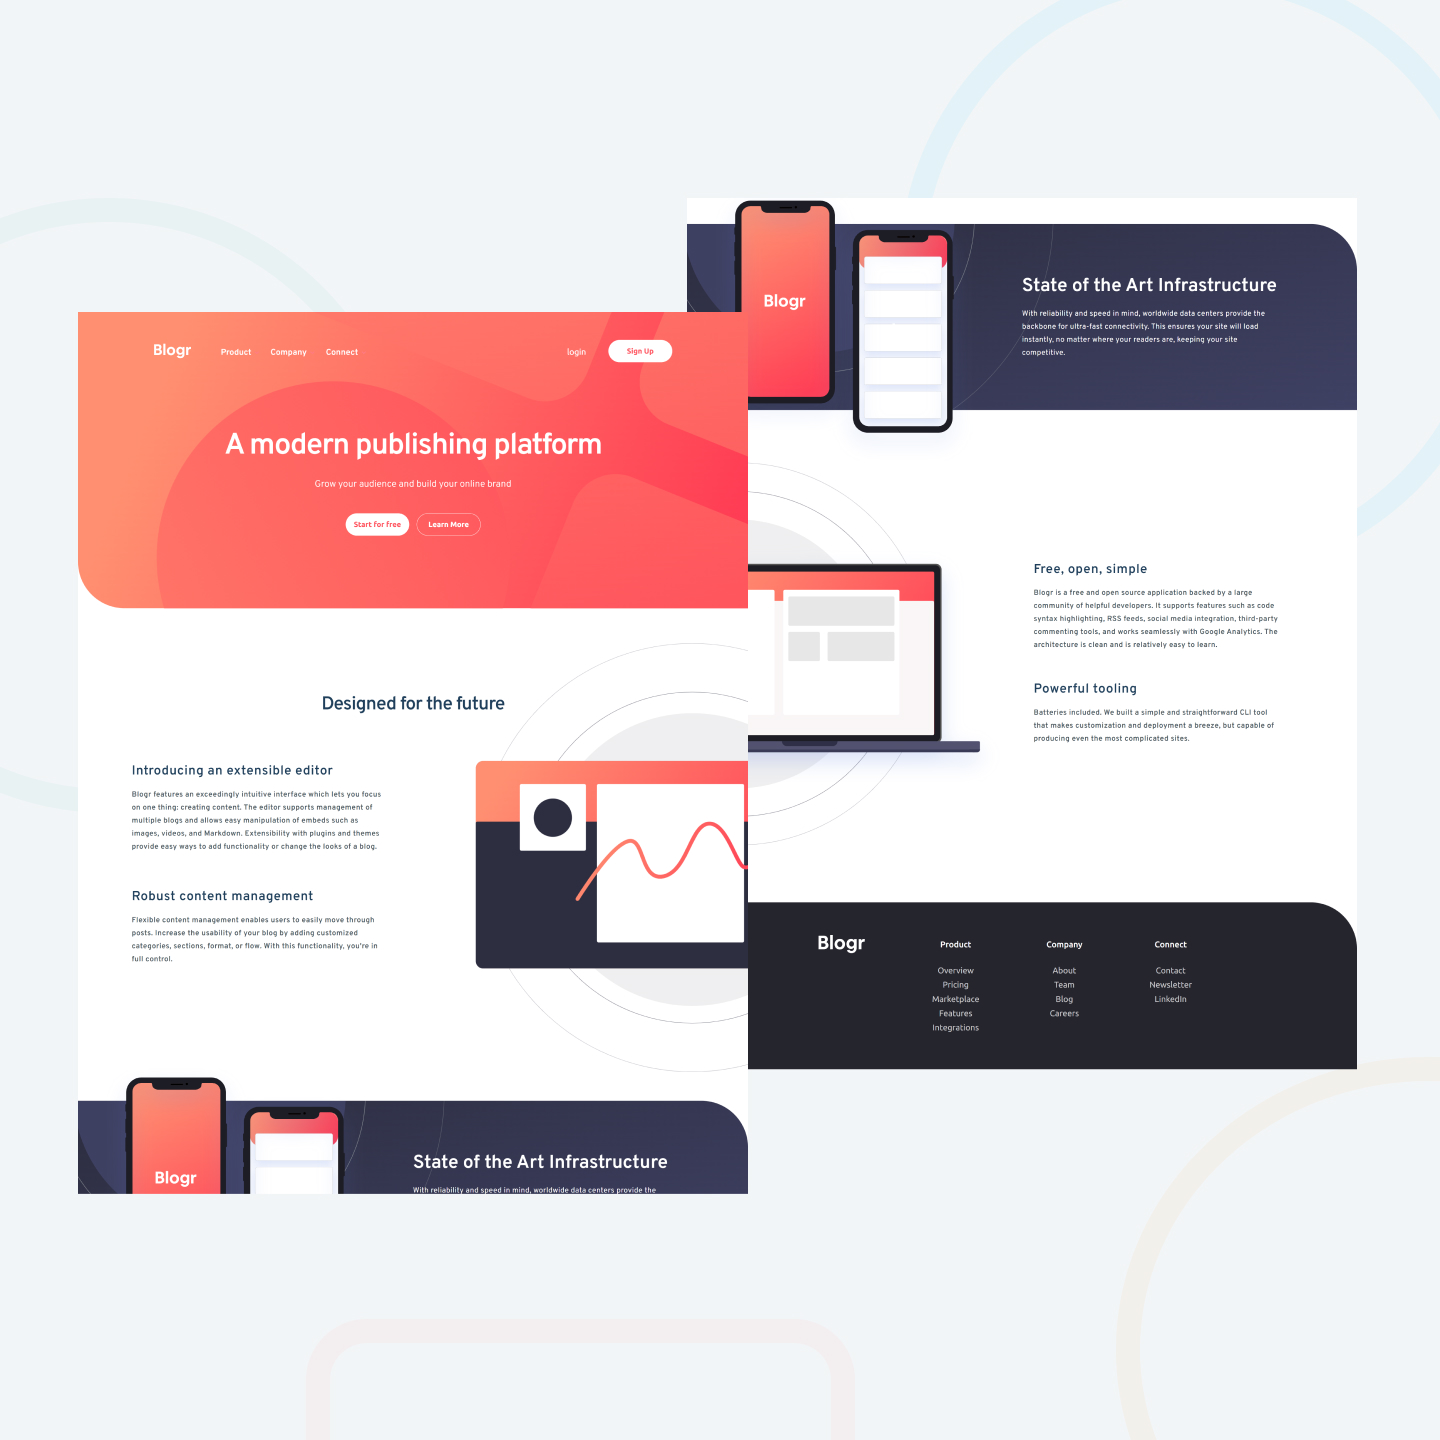 Blogr
Product Company Connect
login Sign Up
A modern publishing platform
Grow your audience and build your online brand
Start for free Learn More
Designed for the future
Introducing an extensible editor
Blogr features an exceedingly intuitive interface which lets you focus
on one thing: creating content. The editor supports management of
multiple blogs and allows easy manipulation of embeds such as
images, videos, and Markdown. Extensibility with plugins and themes
provide easy ways to add functionality or change the looks of a blog.
Robust content management
Flexible content management enables users to easily move through
posts. Increase the usability of your blog by adding customized
categories, sections, format, or flow. With this functionality, you're in
full control.
Blogr
State of the Art Infrastructure
With reliability and speed in mind, worldwide data centers provide the
Blogr
State of the Art Infrastructure
With reliability and speed in mind, worldwide data centers provide the
backbone for ultra-fast connectivity. This ensures your site will load
instantly, no matter where your readers are, keeping your site
competitive.
Free, open, simple
Blogr is a free and open source application backed by a large
community of helpful developers. It supports features such as code
syntax highlighting, RSS feeds, social media integration, third-party
commenting tools, and works seamlessly with Google Analytics. The
architecture is clean and is relatively easy to learn.
Powerful tooling
Batteries included. We built a simple and straightforward CLI tool
that makes customization and deployment a breeze, but capable of
producing even the most complicated sites.
Blogr
Product
Overview
Pricing
Marketplace
Features
Integrations
Company
About
Team
Blog
Careers
Connect
Contact
Newsletter
LinkedIn